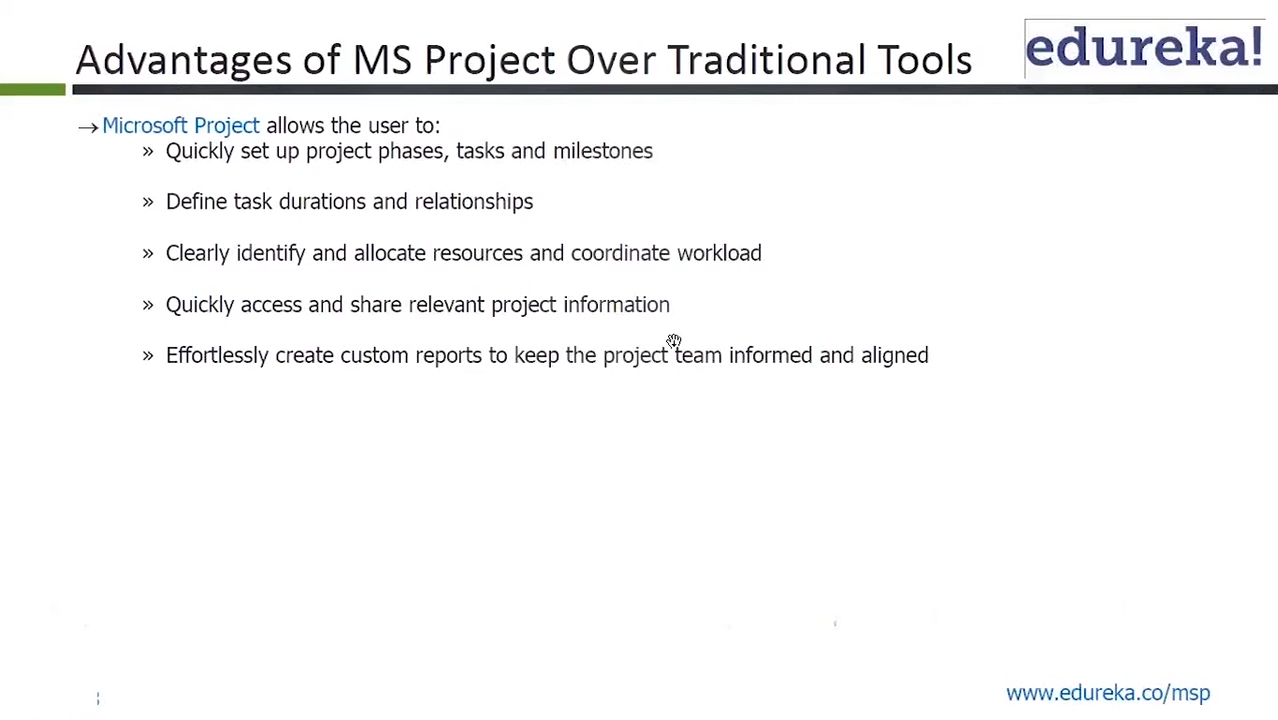 Advantages of MS Project Over Traditional Tools
edureka!
→Microsoft Project allows the user to:
» Quickly set up project phases, tasks and milestones
» Define task durations and relationships
» Clearly identify and allocate resources and coordinate workload
» Quickly access and share relevant project information
» Effortlessly create custom reports to keep the project team informed and aligned
www.edureka.co/msp